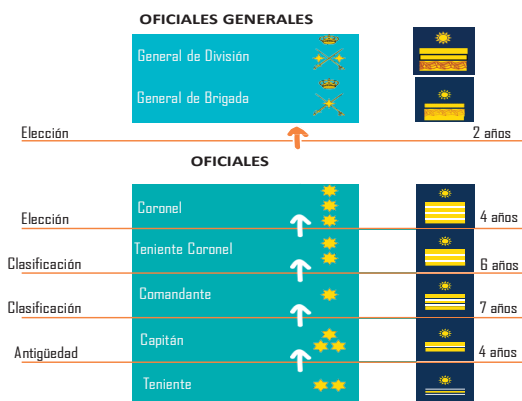 OFICIALES GENERALES
General de División
General de Brigada
Elección
2 años
OFICIALES
Coronel
Elección
4 años
Teniente Coronel
Clasificación
6 años
Comandante
Clasificación
7 años
Capitán
Antigüedad
4 años
Teniente